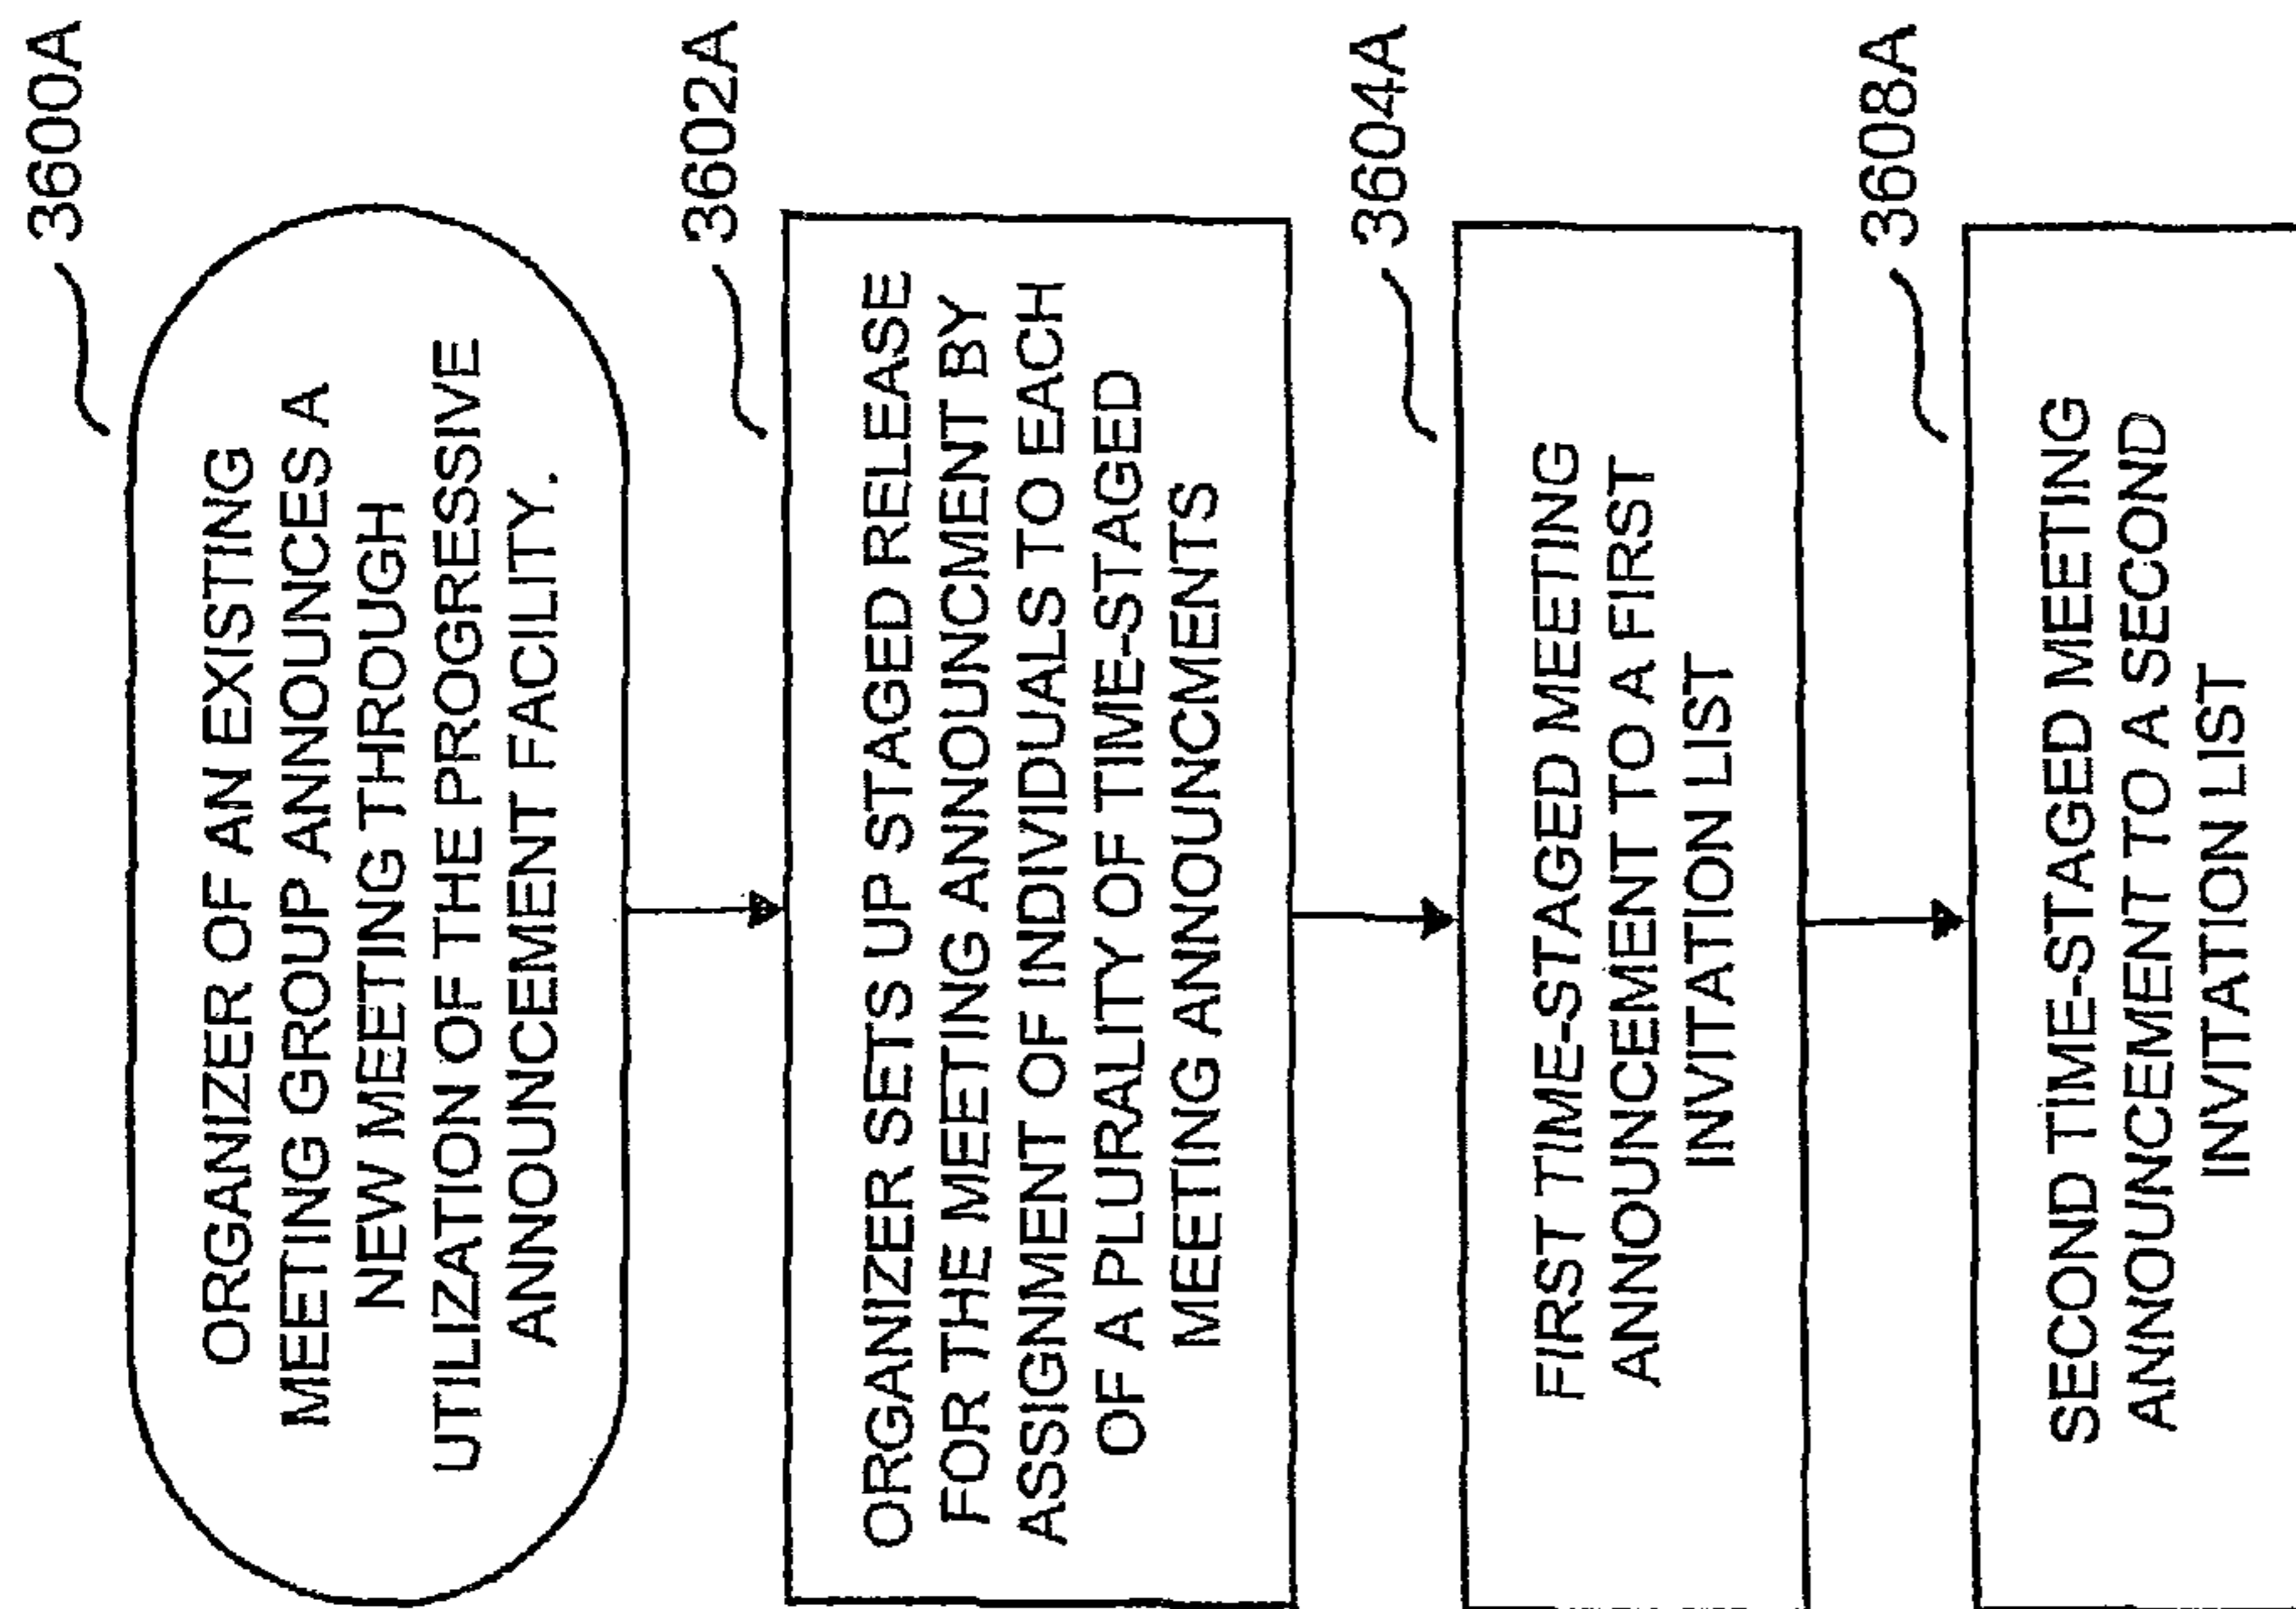 3600A
ORGANIZER OF AN EXISTING
MEETING GROUP ANNOUNCES A
NEW MEETING THROUGH
UTILIZATION OF THE PROGRESSIVE
ANNOUNCEMENT FACILITY.
3602A
ORGANIZER SETS UP STAGED RELEASE
FOR THE MEETING ANNOUNCMENT BY
ASSIGNMENT OF INDIVIDUALS TO EACH
OF A PLURALITY OF TIME-STAGED
MEETING ANNOUNCMENTS
3604A
FIRST TIME-STAGED MEETING
ANNOUNCEMENT TO A FIRST
INVITATION LIST
3608A
SECOND TIME-STAGED MEETING
ANNOUNCEMENT TO A SECOND
INVITATION LIST